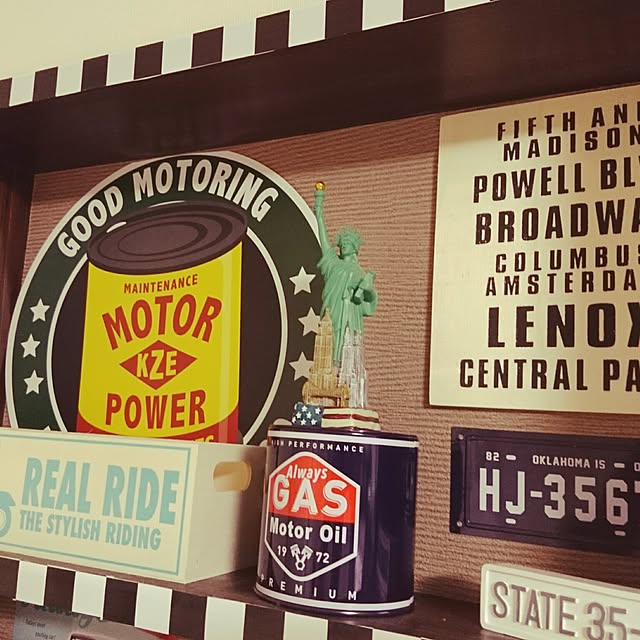 GOOD MOTORING
MAINTENANCE
MOTOR
KZE
POWER
REAL RIDE
THE STYLISH RIDING
HIGH PERFORMANCE
Always
GAS
Motor Oil
19 72
PREMIUM
FIFTH AN
MADISON
POWELL BL
BROADWA
COLUMBUS
AMSTERDA
LENOX
CENTRAL PA
82 OKLAHOMA IS
HJ-356
STATE 35